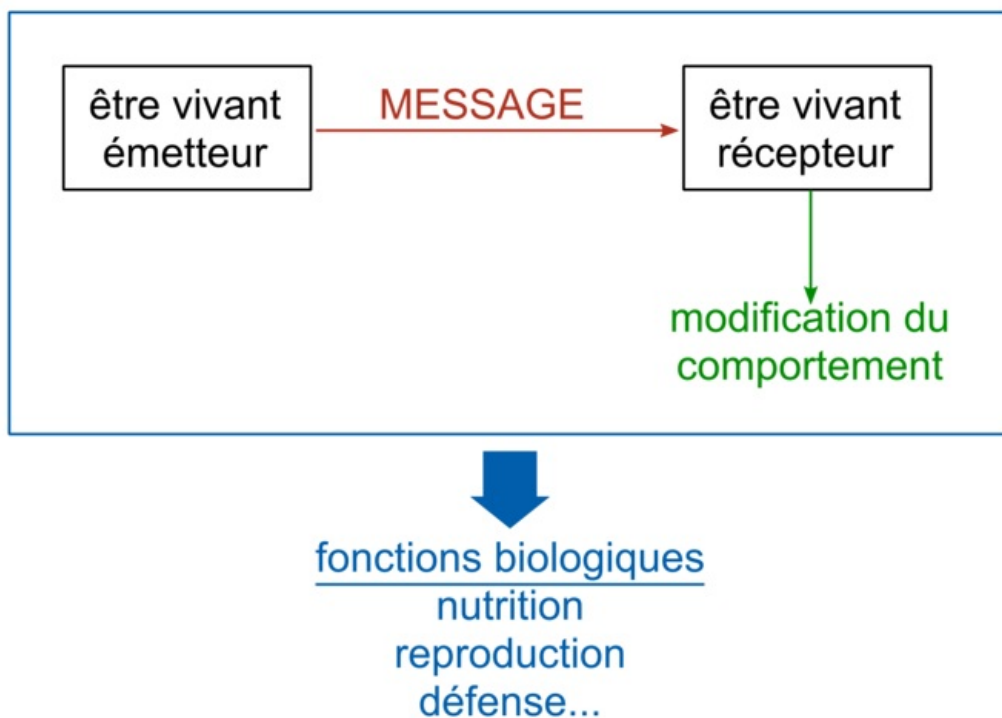 être vivant
émetteur
MESSAGE
être vivant
récepteur
modification du
comportement
fonctions biologiques
nutrition
reproduction
défense...